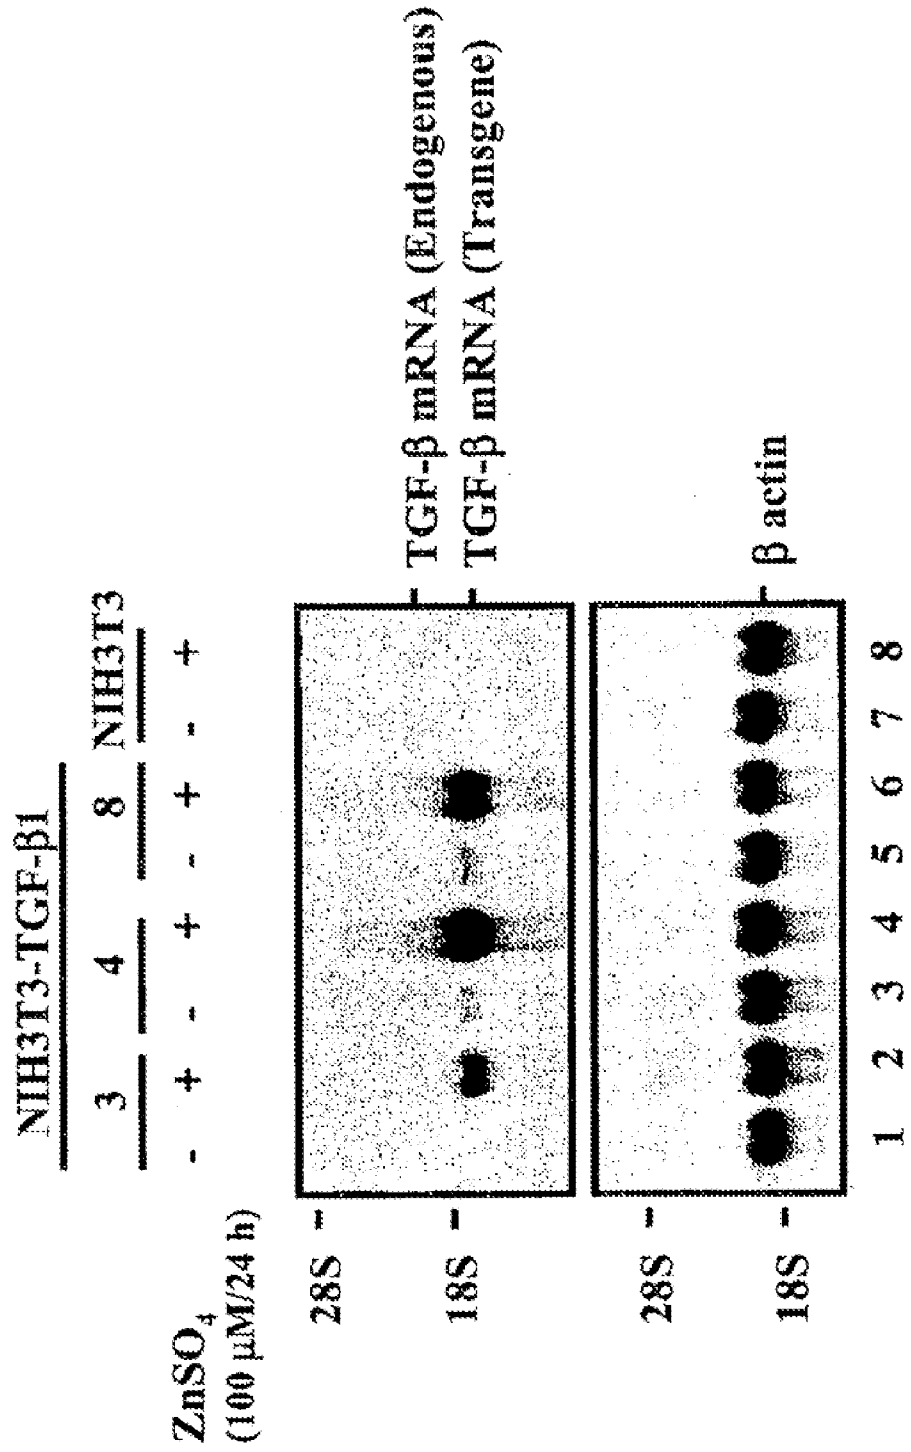 NIH3T3-TGF-β1
3 4 8 NIH3T3
ZnSO4 - + - + - + - +
(100 μM/24 h)
28S -
18S -
TGF-β mRNA (Endogenous)
TGF-β mRNA (Transgene)
28S -
18S -
β actin
1 2 3 4 5 6 7 8